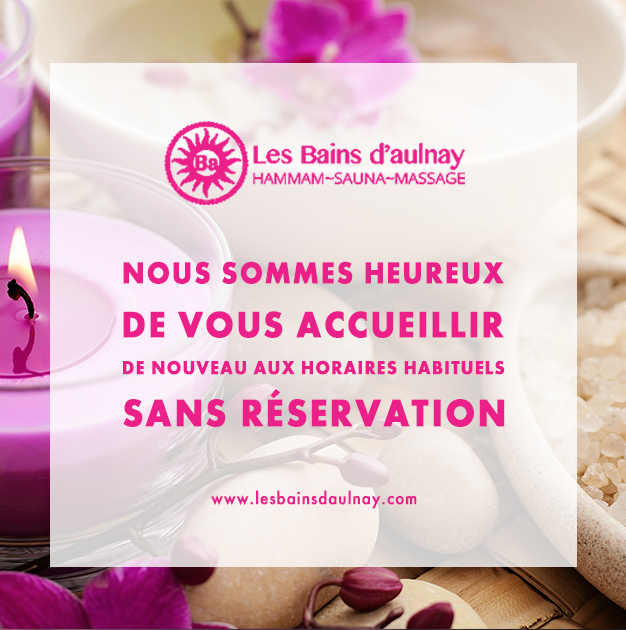 Ba
Les Bains d'aulnay
HAMMAM~SAUNA~MASSAGE
NOUS SOMMES HEUREUX
DE VOUS ACCUEILLIR
DE NOUVEAU AUX HORAIRES HABITUELS
SANS RÉSERVATION
www.lesbainsdaulnay.com